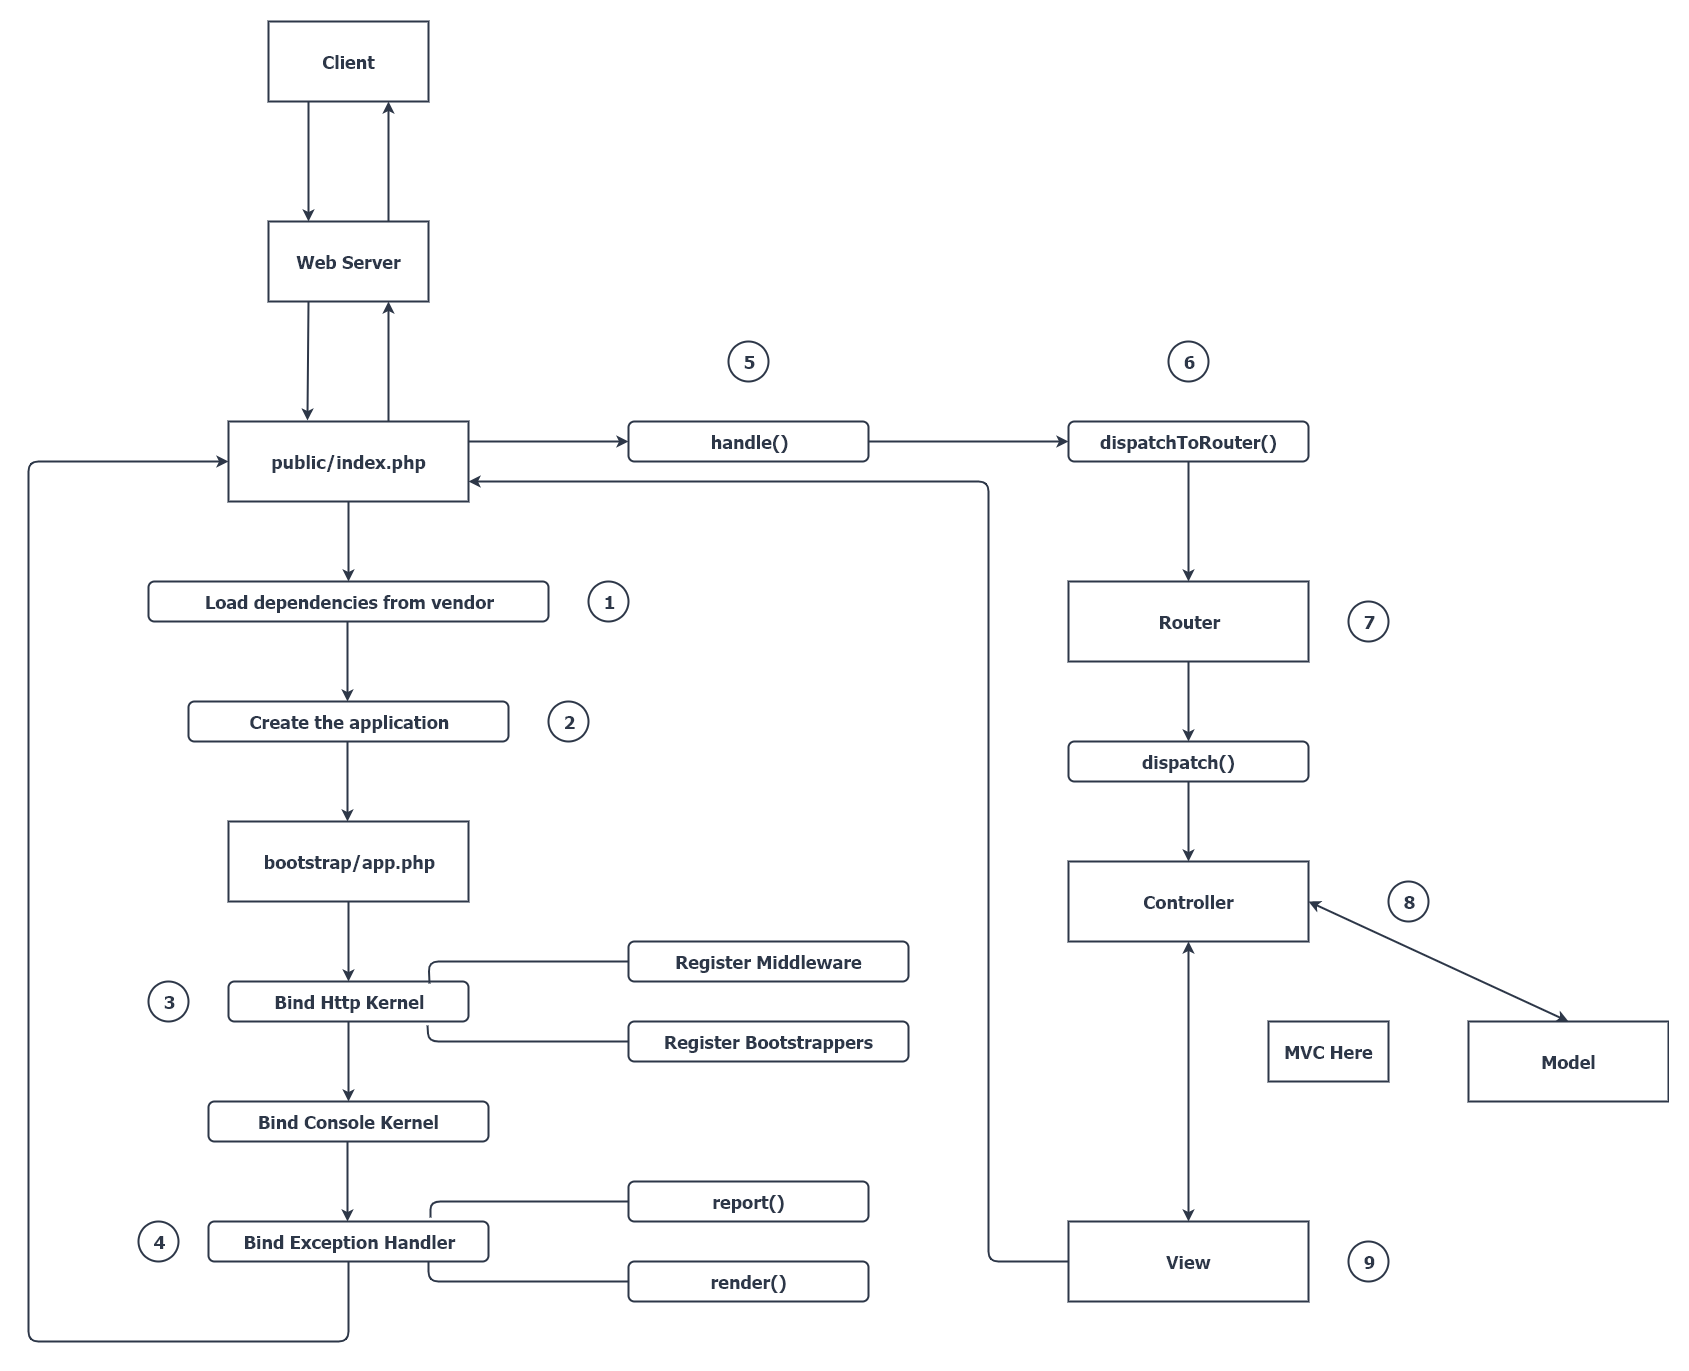 Client
Web Server
5
6
public/index.php
handle()
dispatchToRouter()
Load dependencies from vendor
1
Router
7
Create the application
2
dispatch()
bootstrap/app.php
Controller
8
Register Middleware
3
Bind Http Kernel
Register Bootstrappers
MVC Here
Model
Bind Console Kernel
report()
4
Bind Exception Handler
render()
View
9